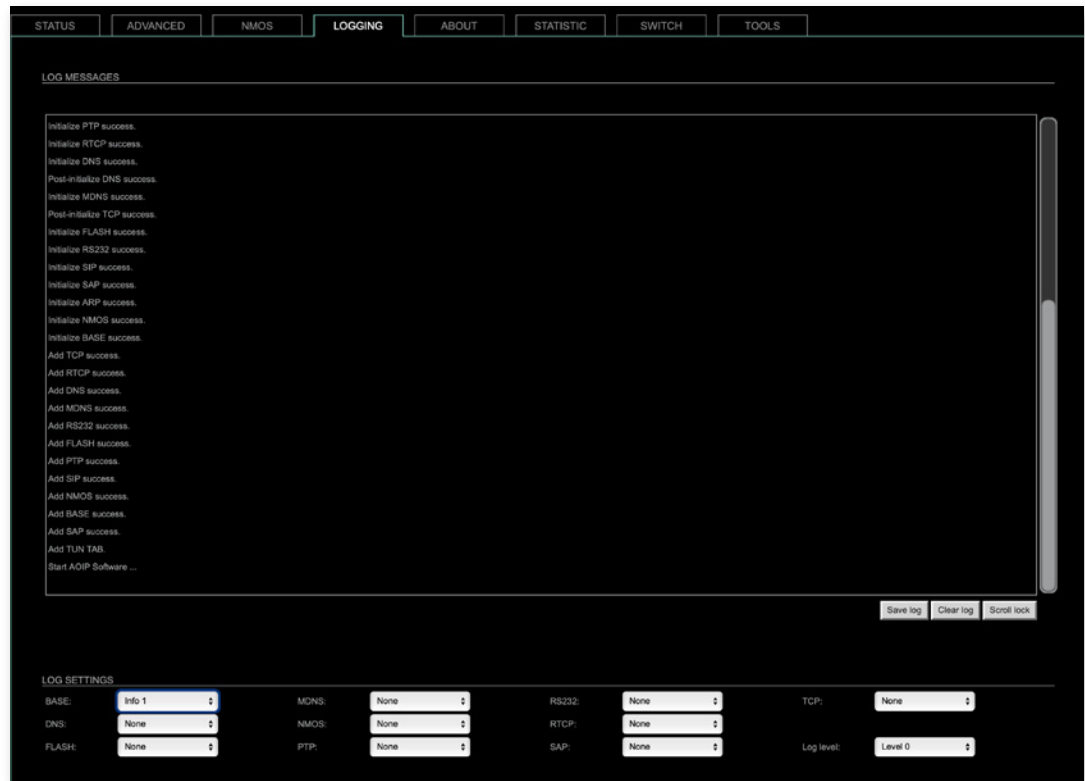 STATUS ADVANCED NMOS LOGGING ABOUT STATISTIC SWITCH TOOLS
LOG MESSAGES
Initialize PTP success.
Initialize RTCP success.
Initialize DNS success.
Post-initialize DNS success.
Initialize MDNS success.
Post-initialize TCP success.
Initialize FLASH success.
Initialize RS232 success.
Initialize SIP success.
Initialize SAP success.
Initialize ARP success.
Initialize NMOS success.
Initialize BASE success.
Add TCP success.
Add RTCP success.
Add DNS success.
Add MDNS success.
Add RS232 success.
Add FLASH success.
Add PTP success.
Add SIP success.
Add NMOS success.
Add BASE success.
Add SAP success.
Add TUN TAB.
Start AOIP Software ...
Save log Clear log Scroll lock
LOG SETTINGS
BASE: Info 1 MDNS: None RS232: None TCP: None
DNS: None NMOS: None RTCP: None
FLASH: None PTP: None SAP: None Log level: Level 0